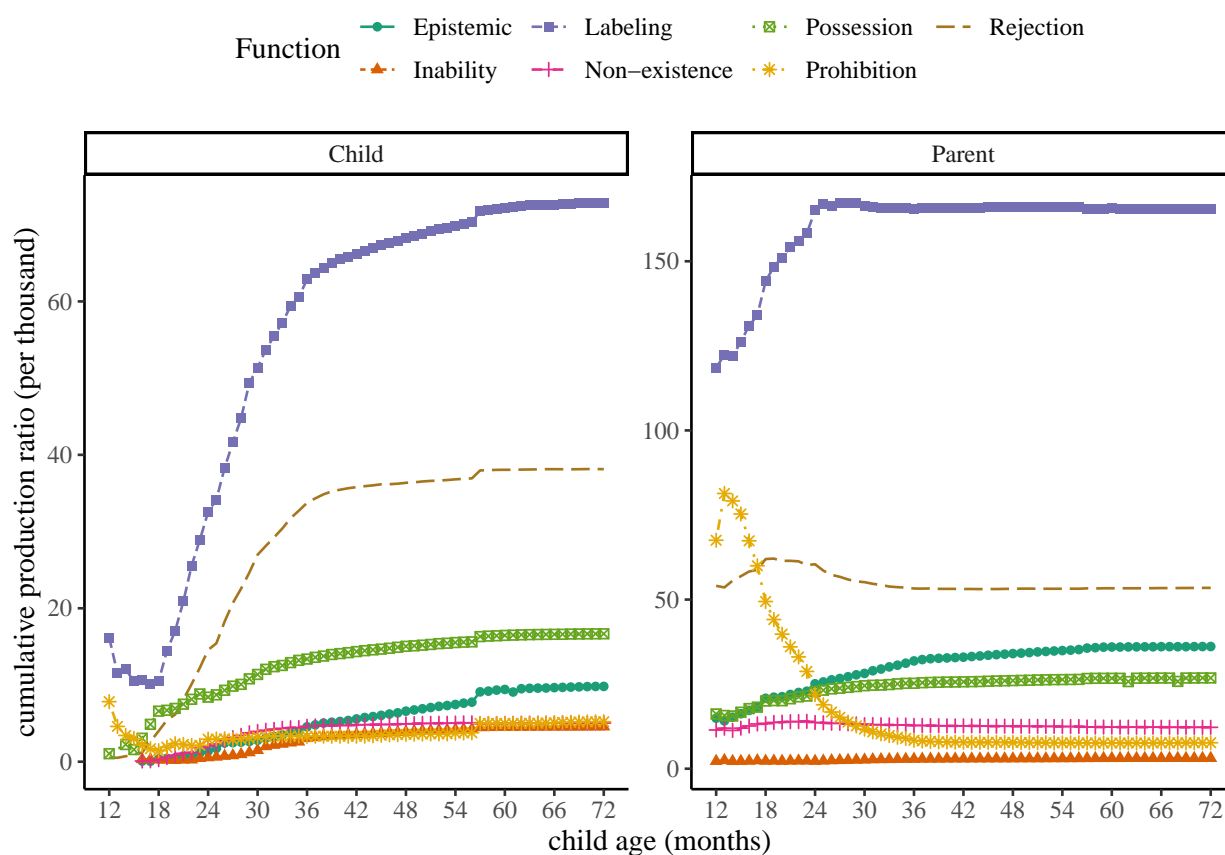 Function
Epistemic Labeling Possession Rejection
Inability Non−existence Prohibition
Child Parent
cumulative production ratio (per thousand)
60
40
20
0
150
100
50
0
12 18 24 30 36 42 48 54 60 66 72
12 18 24 30 36 42 48 54 60 66 72
child age (months)